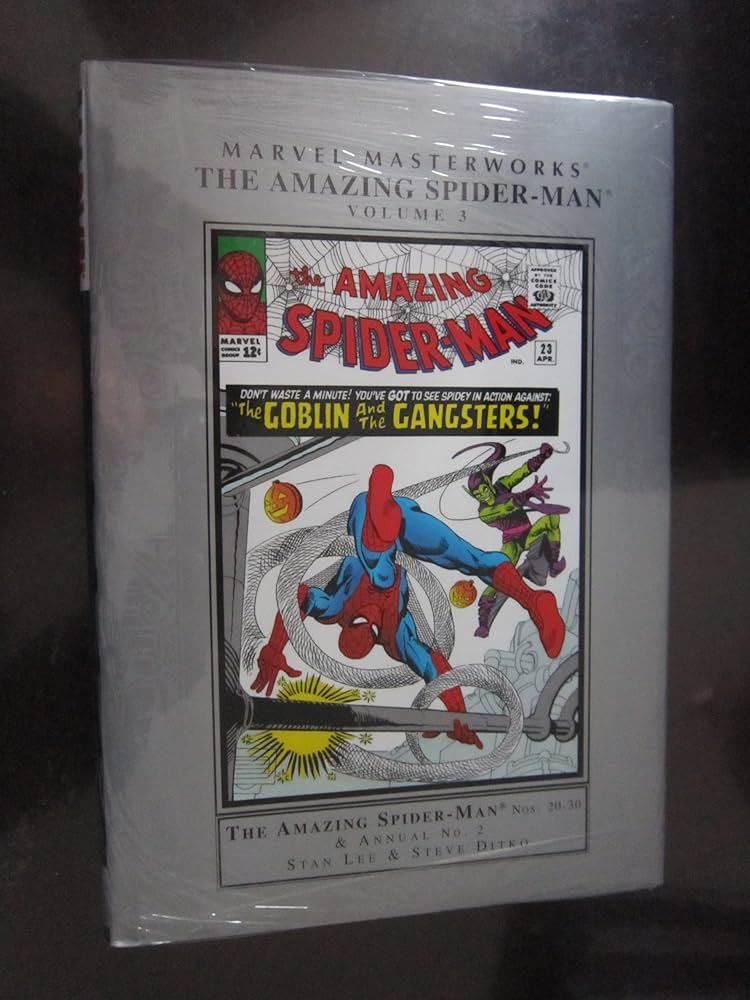 MARVEL MASTERWORKS®
THE AMAZING SPIDER-MAN®
VOLUME 3
MARVEL
COMICS
GROUP 12¢
the AMAZING
SPIDER-MAN
IND.
APPROVED
BY THE
COMICS
CODE
AUTHORITY
23
APR.
DON'T WASTE A MINUTE! YOU'VE GOT TO SEE SPIDEY IN ACTION AGAINST:
"The GOBLIN And The GANGSTERS!"
THE AMAZING SPIDER-MAN® NOS. 20-30
& ANNUAL NO. 2
STAN LEE & STEVE DITKO